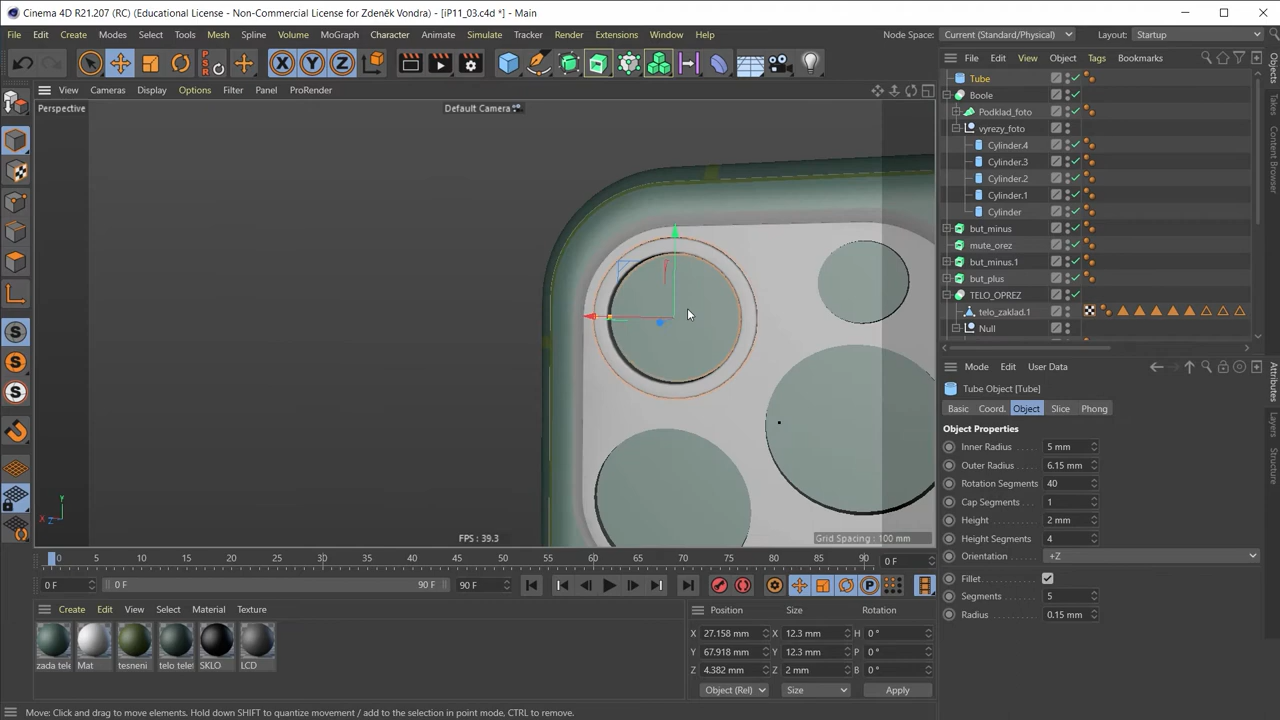 Cinema 4D R21.207 (RC) (Educational License - Non-Commercial License for Zdeněk Vondra) - [iP11_03.c4d *] - Main
File Edit Create Modes Select Spline Tools Mesh Volume MoGraph Character Animate Simulate Tracker Render Extensions Window Help
Node Space: Current (Standard/Physical) Layout: Startup
View Cameras Display Options Filter Panel ProRender
File Edit View Object Tags Bookmarks
Perspective
Default Camera
Tube
Boole
Podklad_foto
vyrezy_foto
Cylinder.4
Cylinder.3
Cylinder.2
Cylinder.1
Cylinder
but_minus
mute_orez
but_minus.1
but_plus
TELO_OPREZ
telo_zaklad.1
Null
Objects
Takes
Content Browser
Mode Edit User Data
Tube Object [Tube]
Basic Coord. Object Slice Phong
Object Properties
Inner Radius 5 mm
Outer Radius 6.15 mm
Rotation Segments 40
Cap Segments 1
Height 2 mm
Height Segments 4
Orientation +Z
Fillet
Segments 5
Radius 0.15 mm
Attributes
Layers
Structure
Y
X Z
FPS : 39.3
Grid Spacing : 100 mm
0 5 10 15 20 25 30 35 40 45 50 55 60 65 70 75 80 85 90 0 F
0 F 0 F 90 F 90 F
Create Edit View Select Material Texture
zada tele
Mat
tesneni
telo telet
SKLO
LCD
Position Size Rotation
X 27.158 mm X 12.3 mm H 0 °
Y 67.918 mm Y 12.3 mm P 0 °
Z 4.382 mm Z 2 mm B 0 °
Object (Rel) Size Apply
Move: Click and drag to move elements. Hold down SHIFT to quantize movement / add to the selection in point mode, CTRL to remove.